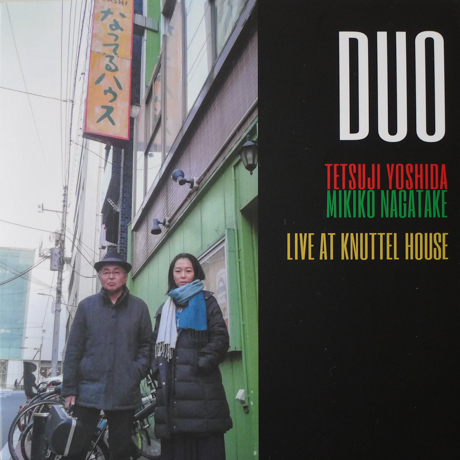 なってるハウス
DUO
TETSUJI YOSHIDA
MIKIKO NAGATAKE
LIVE AT KNUTTEL HOUSE